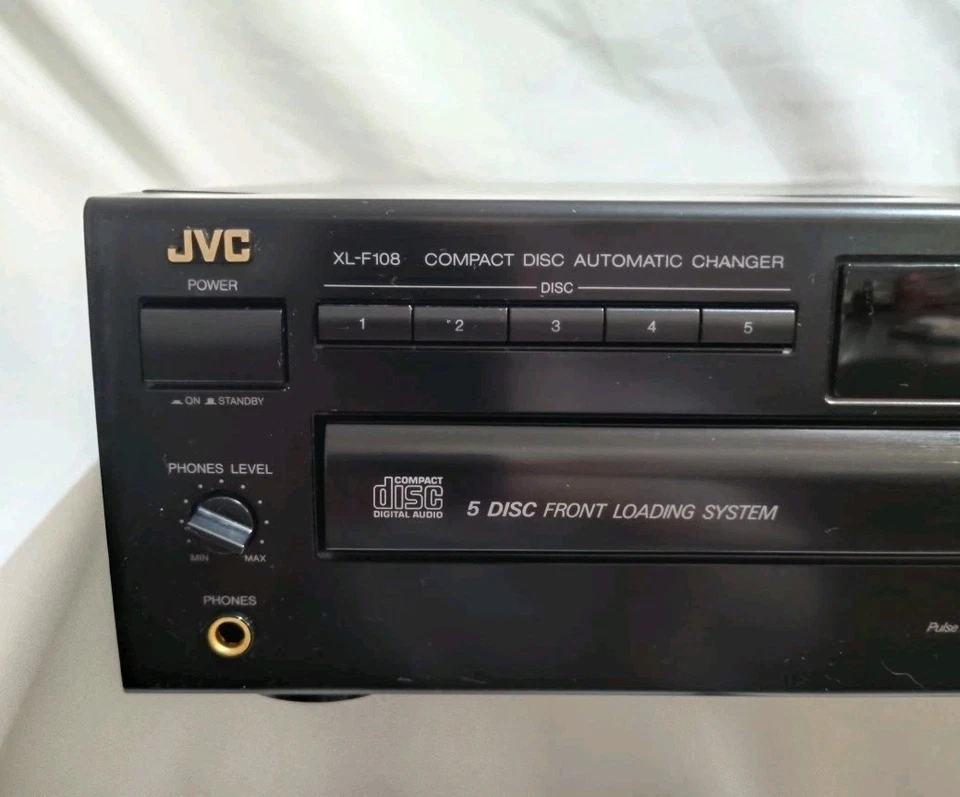 JVC
POWER
ON STANDBY
XL-F108 COMPACT DISC AUTOMATIC CHANGER
DISC
1 2 3 4 5
PHONES LEVEL
MIN MAX
PHONES
COMPACT
disc
DIGITAL AUDIO
5 DISC FRONT LOADING SYSTEM
Pulse